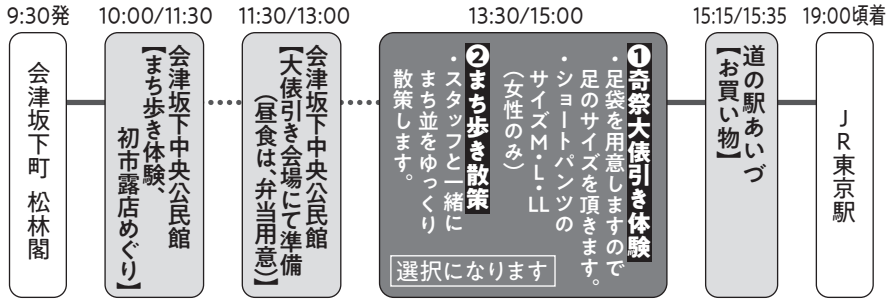 9:30発
会津坂下町 松林閣
10:00/11:30
会津坂下中央公民館
【まち歩き体験、
初市露店めぐり】
11:30/13:00
会津坂下中央公民館
【大俵引き会場にて準備
(昼食は、弁当用意)】
13:30/15:00
❶奇祭大俵引き体験
・足袋を用意しますので
足のサイズを頂きます。
・ショートパンツの
サイズM・L・LL
(女性のみ)
❷まち歩き散策
・スタッフと一緒に
まち並をゆっくり
散策します。
選択になります
15:15/15:35
道の駅あいづ
【お買い物】
19:00頃着
JR東京駅